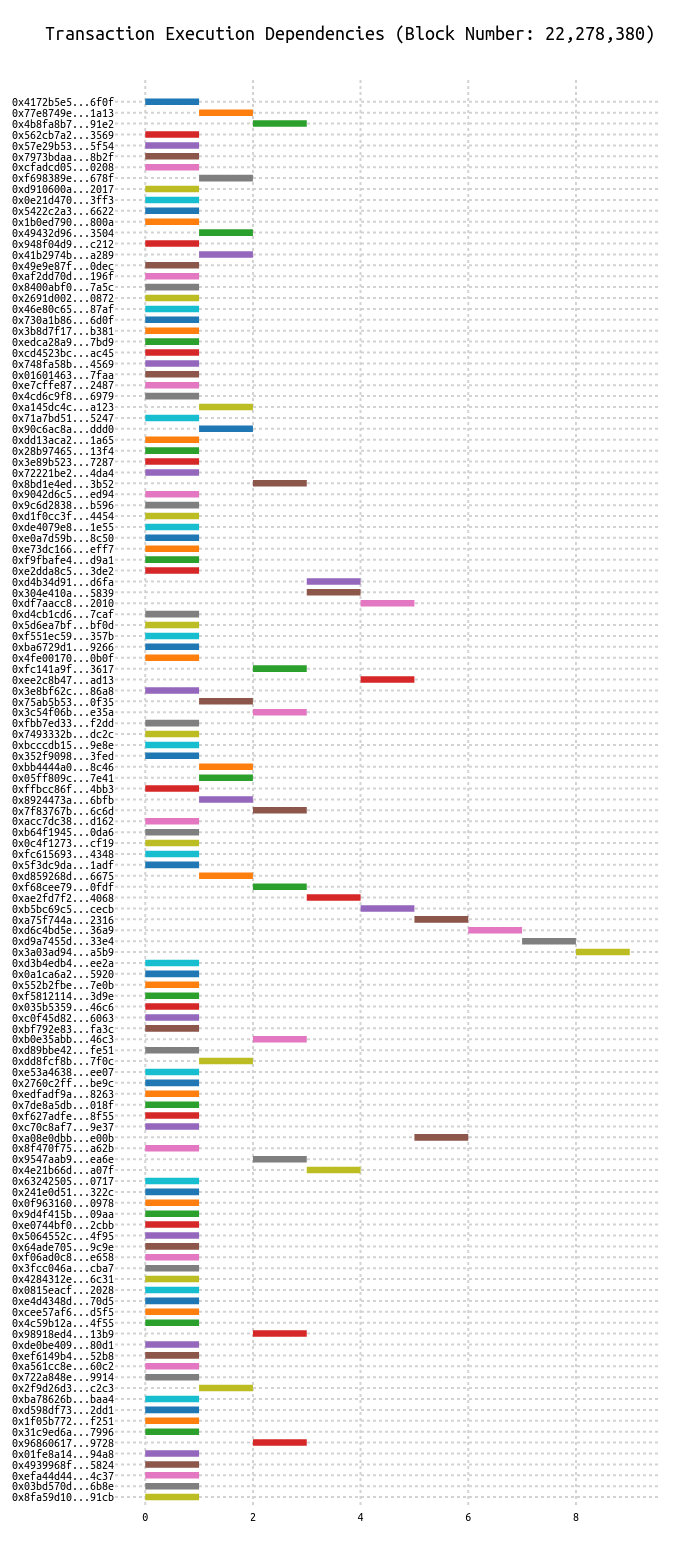 Transaction Execution Dependencies (Block Number: 22,278,380)
0x4172b5e5...6f0f
0x77e8749e...1a13
0x4b8fa8b7...91e2
0x562cb7a2...3569
0x57e29b53...5f54
0x7973bdaa...8b2f
0xcfadcd05...0208
0xf698389e...678f
0xd910600a...2017
0x0e21d470...3ff3
0x5422c2a3...6622
0x1b0ed790...800a
0x49432d96...3504
0x948f04d9...c212
0x41b2974b...a289
0x49e9e87f...0dec
0xaf2dd70d...196f
0x8400abf0...7a5c
0x2691d002...0872
0x46e80c65...87af
0x730a1b86...6d0f
0x3b8d7f17...b381
0xedca28a9...7bd9
0xcd4523bc...ac45
0x748fa58b...4569
0x01601463...7faa
0xe7cffe87...2487
0x4cd6c9f8...6979
0xa145dc4c...a123
0x71a7bd51...5247
0x90c6ac8a...ddd0
0xdd13aca2...1a65
0x28b97465...13f4
0x3e89b523...7287
0x72221be2...4da4
0x8bd1e4ed...3b52
0x9042d6c5...ed94
0x9c6d2838...b596
0xd1f0cc3f...4454
0xde4079e8...1e55
0xe0a7d59b...8c50
0xe73dc166...eff7
0xf9fbafe4...d9a1
0xe2dda8c5...3de2
0xd4b34d91...d6fa
0x304e410a...5839
0xdf7aacc8...2010
0xd4cb1cd6...7caf
0x5d6ea7bf...bf0d
0xf551ec59...357b
0xba6729d1...9266
0x4fe00170...0b0f
0xfc141a9f...3617
0xee2c8b47...ad13
0x3e8bf62c...86a8
0x75ab5b53...0f35
0x3c54f06b...e35a
0xfbb7ed33...f2dd
0x7493332b...dc2c
0xbcccdb15...9e8e
0x352f9098...3fed
0xbb4444a0...8c46
0x05ff809c...7e41
0xffbcc86f...4bb3
0x8924473a...6bfb
0x7f83767b...6c6d
0xacc7dc38...d162
0xb64f1945...0da6
0x0c4f1273...cf19
0xfc615693...4348
0x5f3dc9da...1adf
0xd859268d...6675
0xf68cee79...0fdf
0xae2fd7f2...4068
0xb5bc69c5...cecb
0xa75f744a...2316
0xd6c4bd5e...36a9
0xd9a7455d...33e4
0x3a03ad94...a5b9
0xd3b4edb4...ee2a
0x0a1ca6a2...5920
0x552b2fbe...7e0b
0xf5812114...3d9e
0x035b5359...46c6
0xc0f45d82...6063
0xbf792e83...fa3c
0xb0e35abb...46c3
0xd89bbe42...fe51
0xdd8fcf8b...7f0c
0xe53a4638...ee07
0x2760c2ff...be9c
0xedfadf9a...8263
0x7de8a5db...018f
0xf627adfe...8f55
0xc70c8af7...9e37
0xa08e0dbb...e00b
0x8f470f75...a62b
0x9547aab9...ea6e
0x4e21b66d...a07f
0x63242505...0717
0x241e0d51...322c
0x0f963160...0978
0x9d4f415b...09aa
0xe0744bf0...2cbb
0x5064552c...4f95
0x64ade705...9c9e
0xf06ad0c8...e658
0x3fcc046a...cba7
0x4284312e...6c31
0x0815eacf...2028
0xe4d4348d...70d5
0xcee57af6...d5f5
0x4c59b12a...4f55
0x98918ed4...13b9
0xde0be409...80d1
0xef6149b4...52b8
0xa561cc8e...60c2
0x722a848e...9914
0x2f9d26d3...c2c3
0xba78626b...baa4
0xd598df73...2dd1
0x1f05b772...f251
0x31c9ed6a...7996
0x96860617...9728
0x01fe8a14...94a8
0x4939968f...5824
0xefa44d44...4c37
0x03bd570d...6b8e
0x8fa59d10...91cb
0 2 4 6 8